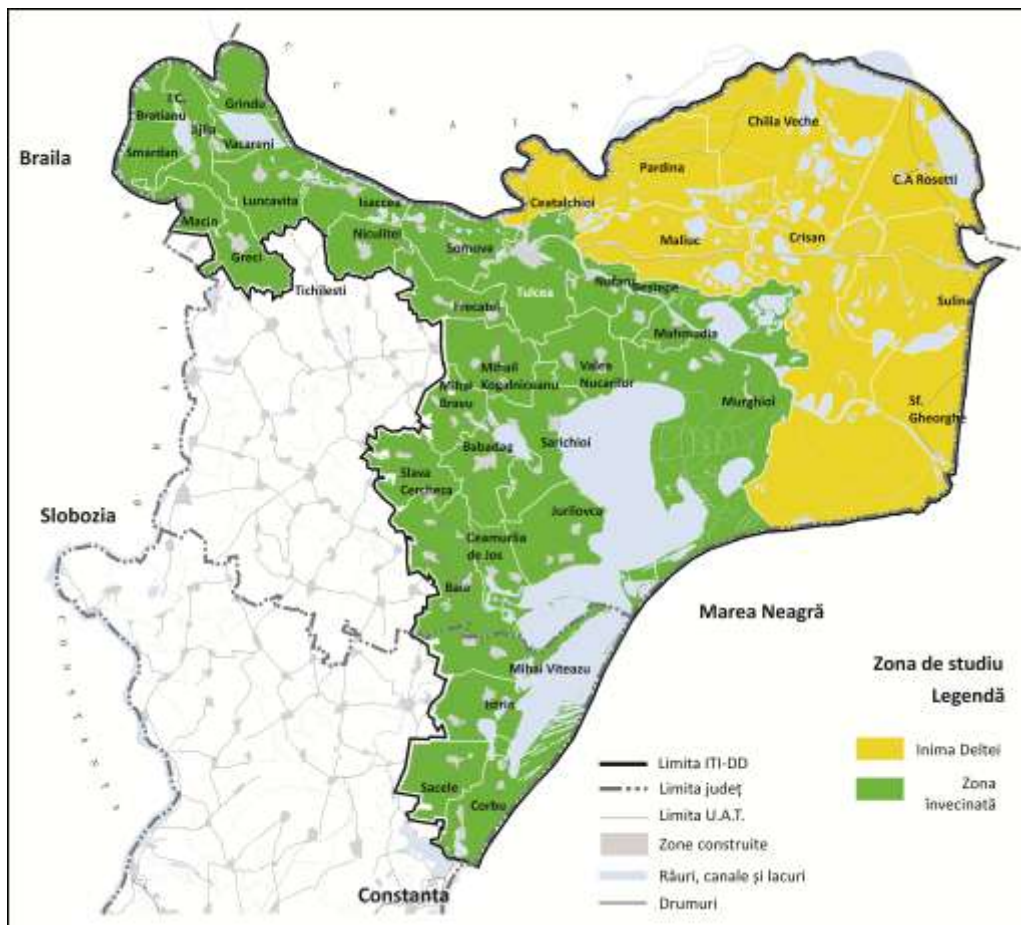 I.C.
Bratianu
Grindu
Jijila
Vacareni
Smardan
Braila
Chilia Veche
Pardina
C.A Rosetti
Luncavita
Isaccea
Ceatalchioi
Macin
Niculitel
Somova
Maliuc
Crisan
Greci
Tichilesti
Tulcea
Nufaru
Bestepe
Sulina
Frecatei
Mahmudia
Mihail
Kogalniceanu
Valea
Nucarilor
Mihai
Bravu
Murghiol
Sf.
Gheorghe
Babadag
Sarichioi
Slava
Cercheza
Slobozia
Jurilovca
Ceamurlia
de Jos
Baia
Marea Neagră
Mihai Viteazu
Istria
Zona de studiu
Legendă
Inima Deltei
Zona
învecinată
Limita ITI-DD
Limita județ
Limita U.A.T.
Zone construite
Râuri, canale și lacuri
Drumuri
Sacele
Corbu
Constanta